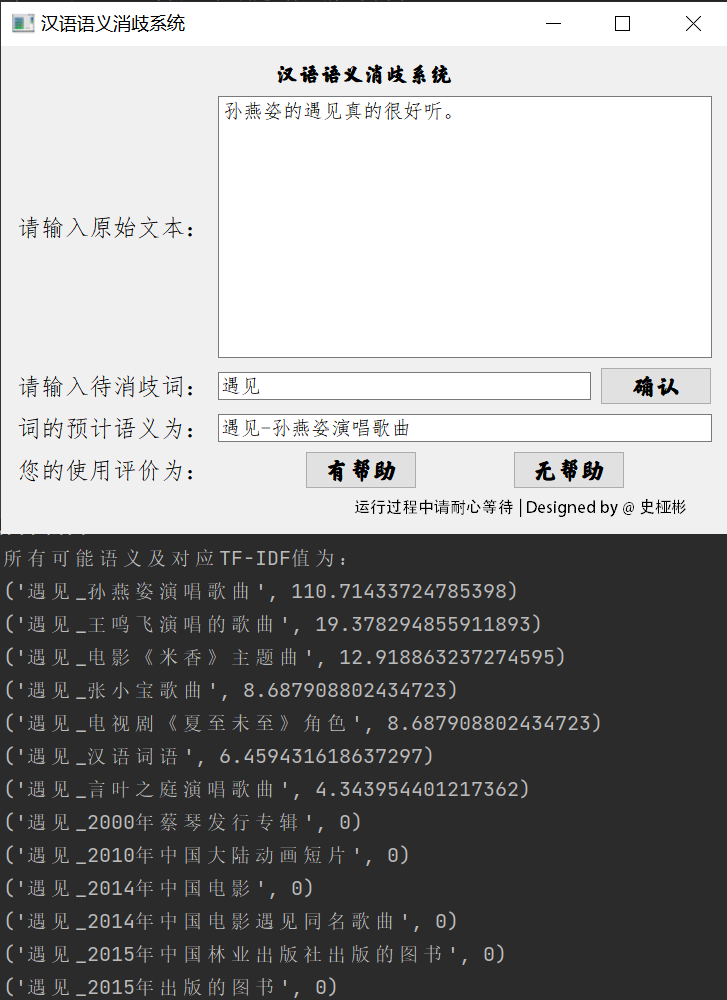 汉语语义消歧系统
汉语语义消歧系统
孙燕姿的遇见真的很好听。
请输入原始文本：
请输入待消歧词： 遇见 确认
词的预计语义为： 遇见-孙燕姿演唱歌曲
您的使用评价为： 有帮助 无帮助
运行过程中请耐心等待 | Designed by @ 史桠彬
所有可能语义及对应TF-IDF值为：
('遇见_孙燕姿演唱歌曲', 110.71433724785398)
('遇见_王鸣飞演唱的歌曲', 19.378294855911893)
('遇见_电影《米香》主题曲', 12.918863237274595)
('遇见_张小宝歌曲', 8.687908802434723)
('遇见_电视剧《夏至未至》角色', 8.687908802434723)
('遇见_汉语词语', 6.459431618637297)
('遇见_言叶之庭演唱歌曲', 4.343954401217362)
('遇见_2000年蔡琴发行专辑', 0)
('遇见_2010年中国大陆动画短片', 0)
('遇见_2014年中国电影', 0)
('遇见_2014年中国电影遇见同名歌曲', 0)
('遇见_2015年中国林业出版社出版的图书', 0)
('遇见_2015年出版的图书', 0)